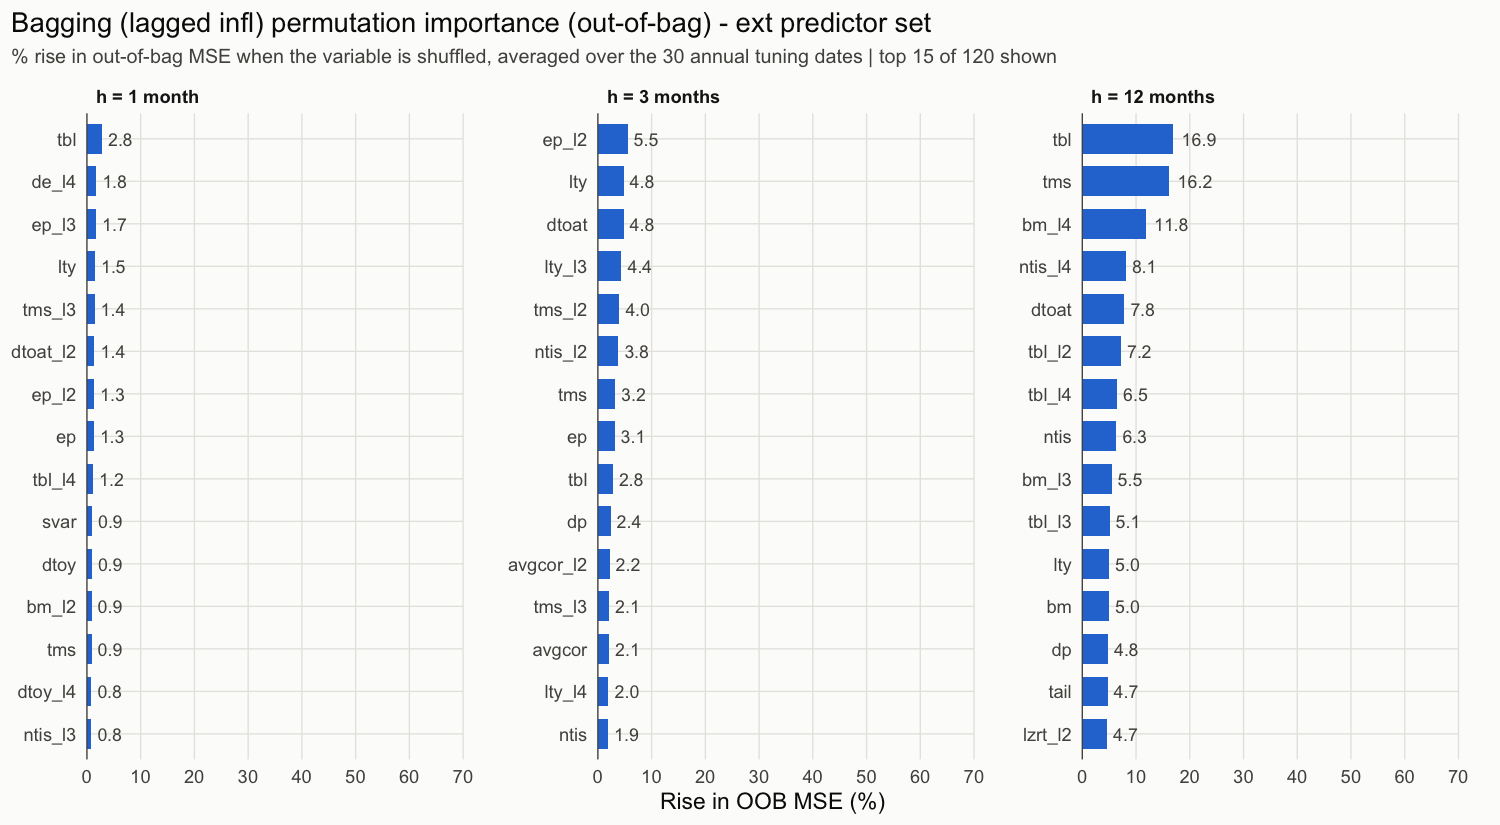 Bagging (lagged infl) permutation importance (out-of-bag) - ext predictor set
% rise in out-of-bag MSE when the variable is shuffled, averaged over the 30 annual tuning dates | top 15 of 120 shown
h = 1 month
tbl 2.8
de_l4 1.8
ep_l3 1.7
lty 1.5
tms_l3 1.4
dtoat_l2 1.4
ep_l2 1.3
ep 1.3
tbl_l4 1.2
svar 0.9
dtoy 0.9
bm_l2 0.9
tms 0.9
dtoy_l4 0.8
ntis_l3 0.8
0 10 20 30 40 50 60 70
h = 3 months
ep_l2 5.5
lty 4.8
dtoat 4.8
lty_l3 4.4
tms_l2 4.0
ntis_l2 3.8
tms 3.2
ep 3.1
tbl 2.8
dp 2.4
avgcor_l2 2.2
tms_l3 2.1
avgcor 2.1
lty_l4 2.0
ntis 1.9
0 10 20 30 40 50 60 70
h = 12 months
tbl 16.9
tms 16.2
bm_l4 11.8
ntis_l4 8.1
dtoat 7.8
tbl_l2 7.2
tbl_l4 6.5
ntis 6.3
bm_l3 5.5
tbl_l3 5.1
lty 5.0
bm 5.0
dp 4.8
tail 4.7
lzrt_l2 4.7
0 10 20 30 40 50 60 70
Rise in OOB MSE (%)